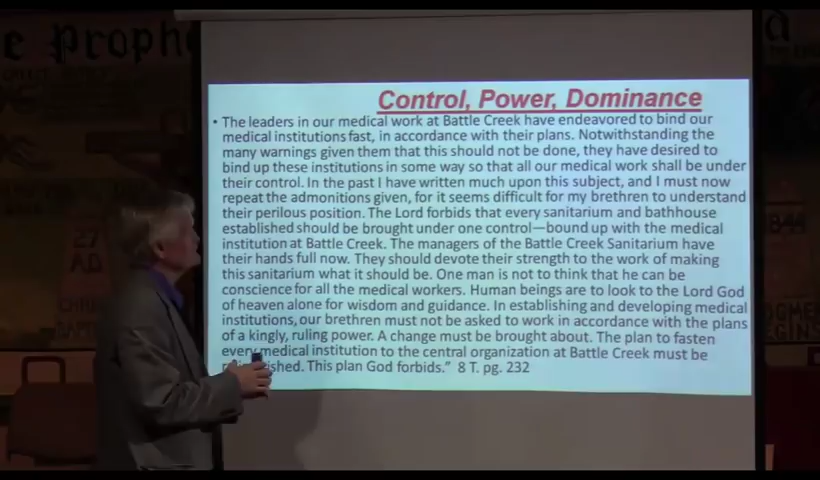 e Proph
Control, Power, Dominance
• The leaders in our medical work at Battle Creek have endeavored to bind our
medical institutions fast, in accordance with their plans. Notwithstanding the
many warnings given them that this should not be done, they have desired to
bind up these institutions in some way so that all our medical work shall be under
their control. In the past I have written much upon this subject, and I must now
repeat the admonitions given, for it seems difficult for my brethren to understand
their perilous position. The Lord forbids that every sanitarium and bathhouse
established should be brought under one control—bound up with the medical
institution at Battle Creek. The managers of the Battle Creek Sanitarium have
their hands full now. They should devote their strength to the work of making
this sanitarium what it should be. One man is not to think that he can be
conscience for all the medical workers. Human beings are to look to the Lord God
of heaven alone for wisdom and guidance. In establishing and developing medical
institutions, our brethren must not be asked to work in accordance with the plans
of a kingly, ruling power. A change must be brought about. The plan to fasten
every medical institution to the central organization at Battle Creek must be
ished. This plan God forbids.” 8 T. pg. 232
27
AD
844